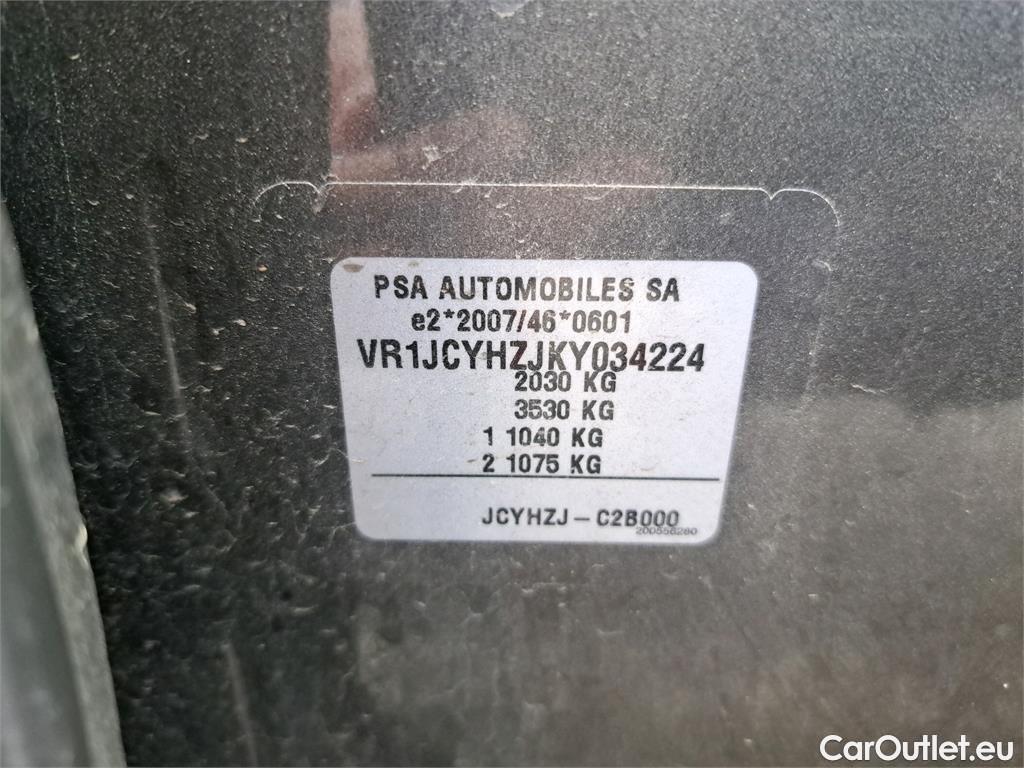 PSA AUTOMOBILES SA
e2*2007/46*0601
VR1JCYHZJKY034224
2030 KG
3530 KG
1 1040 KG
2 1075 KG
JCYHZJ – C2B000
CarOutlet.eu